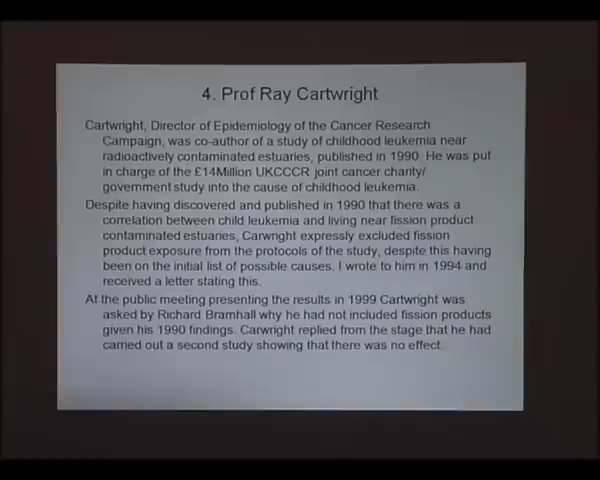 4. Prof Ray Cartwright
Cartwright, Director of Epidemiology of the Cancer Research
Campaign, was co-author of a study of childhood leukemia near
radioactively contaminated estuaries, published in 1990. He was put
in charge of the £14Million UKCCCR joint cancer charity/
government study into the cause of childhood leukemia.
Despite having discovered and published in 1990 that there was a
correlation between child leukemia and living near fission product
contaminated estuaries, Carwright expressly excluded fission
product exposure from the protocols of the study, despite this having
been on the initial list of possible causes. I wrote to him in 1994 and
received a letter stating this.
At the public meeting presenting the results in 1999 Cartwright was
asked by Richard Bramhall why he had not included fission products
given his 1990 findings. Carwright replied from the stage that he had
carried out a second study showing that there was no effect.